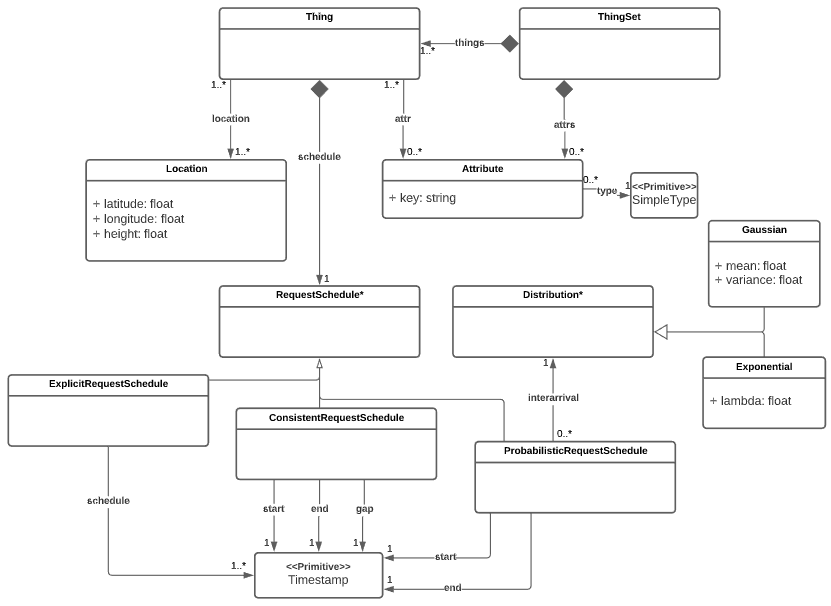 Thing
ThingSet
things
1..*
1..*
1..*
location
schedule
attr
attrs
1..*
0..*
0..*
Location
+ latitude: float
+ longitude: float
+ height: float
Attribute
+ key: string
0..*
type
1
<<Primitive>>
SimpleType
Gaussian
+ mean: float
+ variance: float
1
RequestSchedule*
Distribution*
1
Exponential
+ lambda: float
ExplicitRequestSchedule
interarrival
ConsistentRequestSchedule
0..*
ProbabilisticRequestSchedule
schedule
start
end
gap
1
1
1
1
start
1..*
<<Primitive>>
Timestamp
1
end